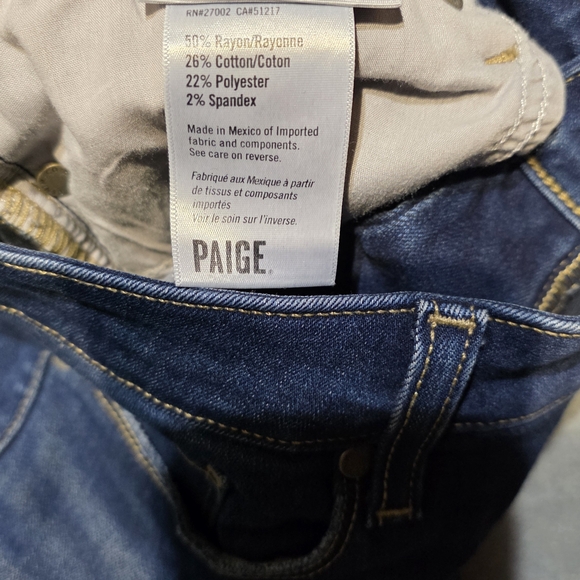 RN#27002 CA#51217
50% Rayon/Rayonne
26% Cotton/Coton
22% Polyester
2% Spandex
Made in Mexico of Imported
fabric and components.
See care on reverse.
Fabriqué aux Mexique à partir
de tissus et composants
importés
Voir le soin sur l'inverse.
PAIGE.